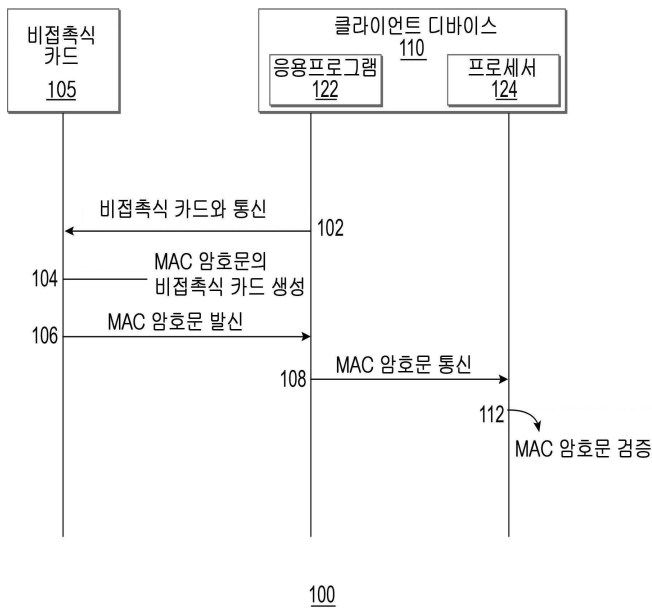 비접촉식
카드
105
클라이언트 디바이스
110
응용프로그램
122
프로세서
124
비접촉식 카드와 통신
102
104
MAC 암호문의
비접촉식 카드 생성
106
MAC 암호문 발신
108
MAC 암호문 통신
112
MAC 암호문 검증
100